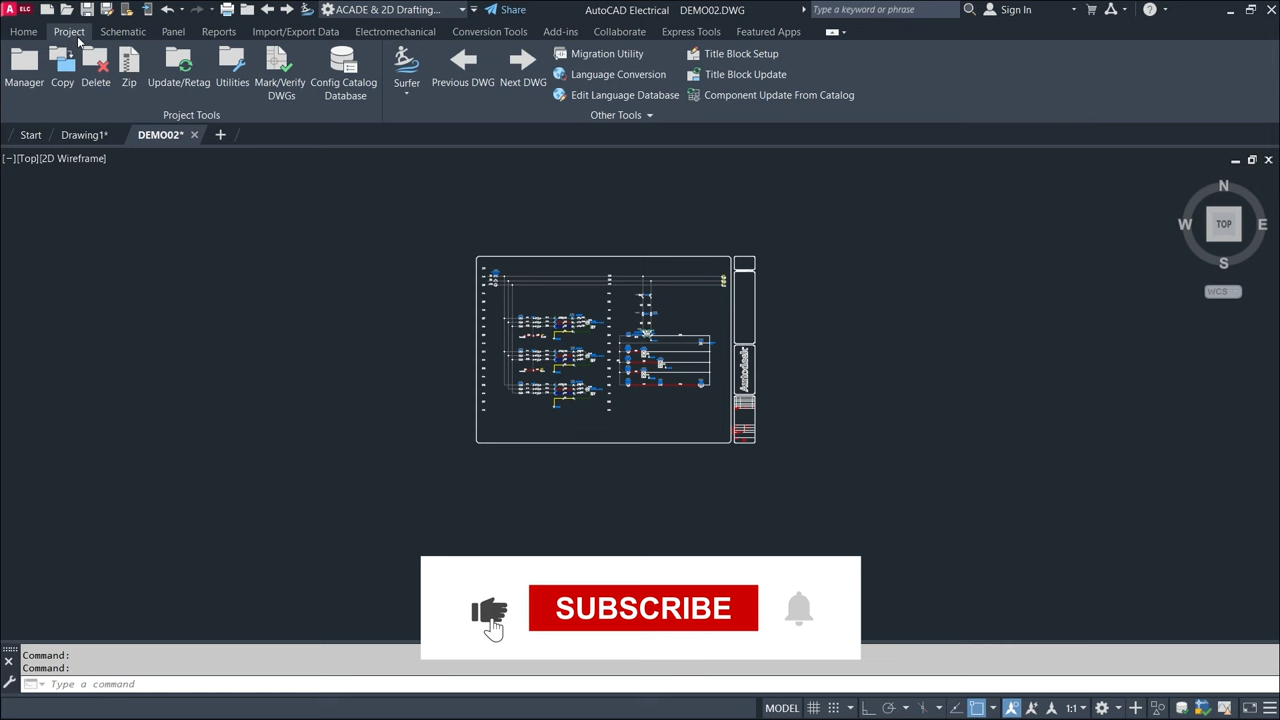 ELC
ACADE & 2D Drafting...
Share
AutoCAD Electrical DEMO02.DWG
Type a keyword or phrase
Sign In
Home
Project
Schematic
Panel
Reports
Import/Export Data
Electromechanical
Conversion Tools
Add-ins
Collaborate
Express Tools
Featured Apps
Manager
Copy
Delete
Zip
Update/Retag
Utilities
Mark/Verify
DWGs
Config Catalog
Database
Surfer
Previous DWG
Next DWG
Migration Utility
Language Conversion
Edit Language Database
Title Block Setup
Title Block Update
Component Update From Catalog
Project Tools
Other Tools
Start
Drawing1*
DEMO02*
[−][Top][2D Wireframe]
N
W
TOP
E
S
WCS
Autodesk
SUBSCRIBE
Command:
Command:
Type a command
MODEL
1:1